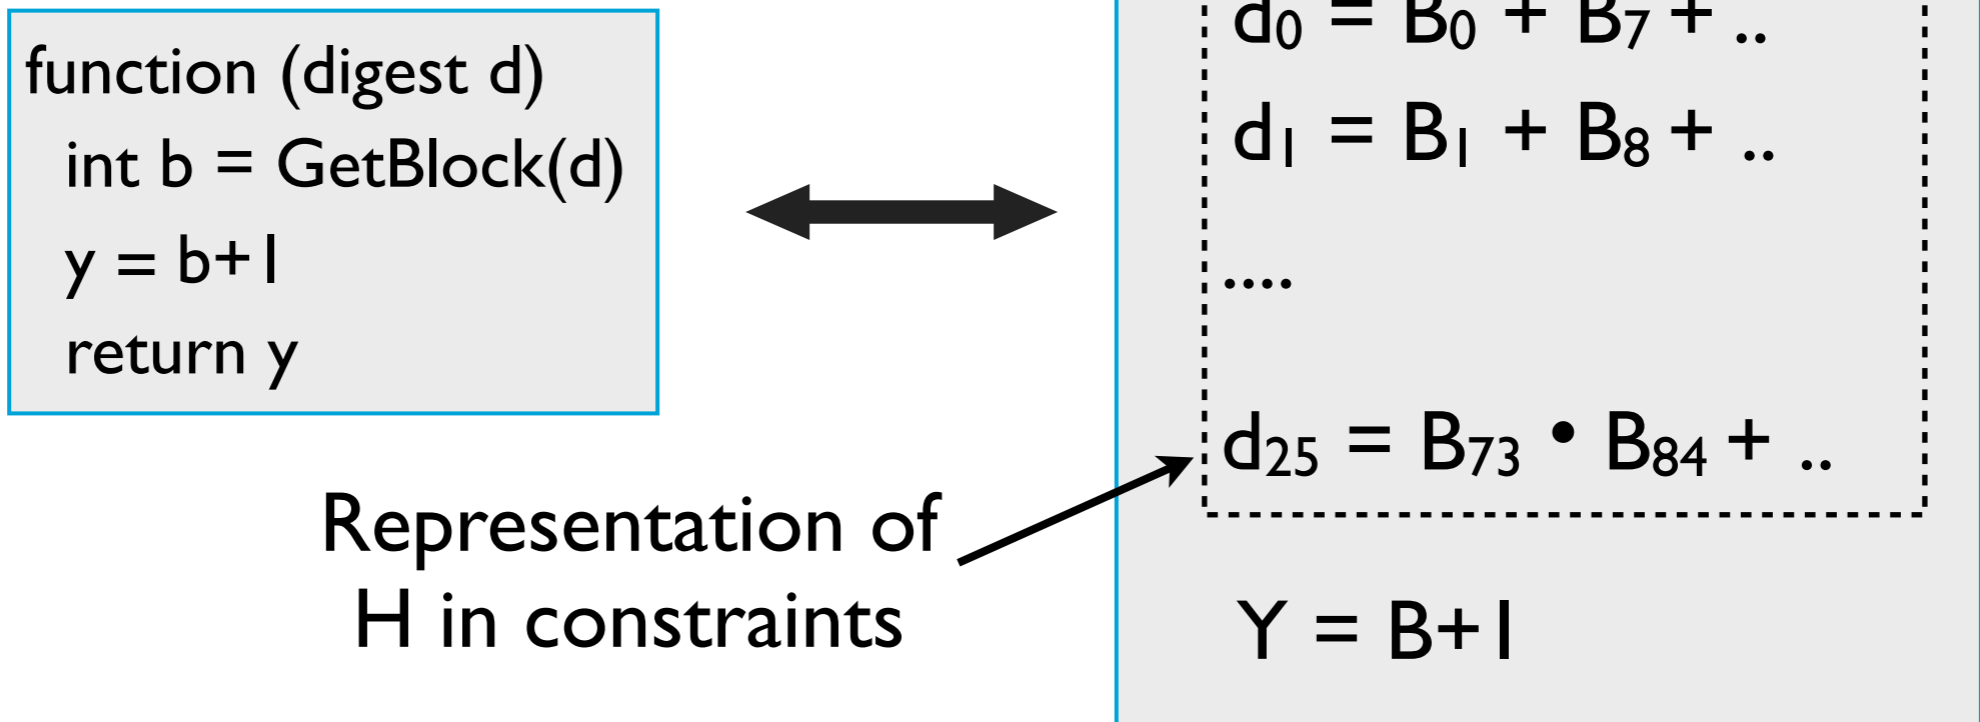 function (digest d)
int b = GetBlock(d)
y = b+1
return y
Representation of
H in constraints
d₀ = B₀ + B₇ + ..
d₁ = B₁ + B₈ + ..
....
d₂₅ = B₇₃ • B₈₄ + ..
Y = B+1